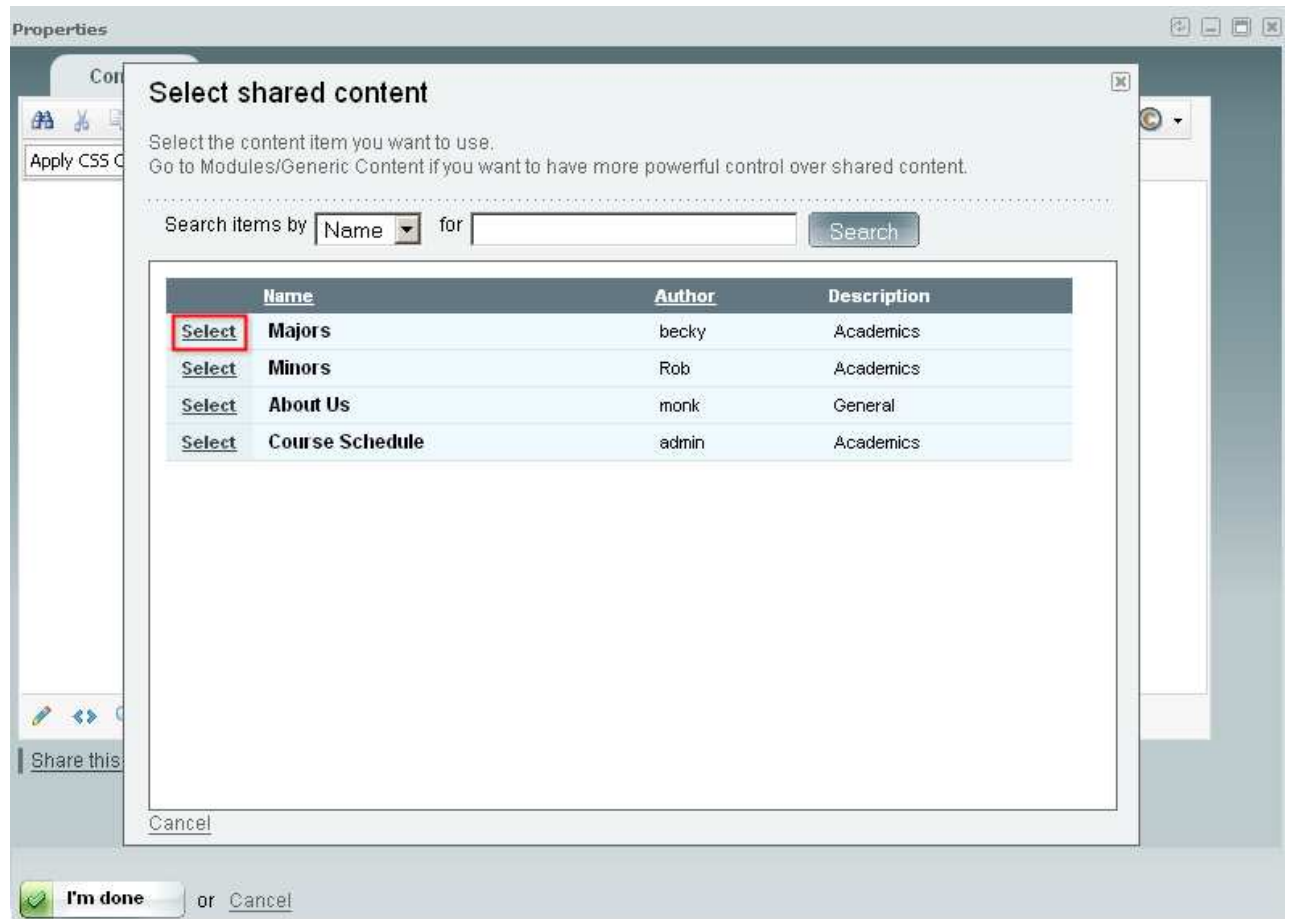 Properties
Select shared content
Select the content item you want to use.
Go to Modules/Generic Content if you want to have more powerful control over shared content.
Apply CSS C
Search items by Name for Search
Name Author Description
Select Majors becky Academics
Select Minors Rob Academics
Select About Us monk General
Select Course Schedule admin Academics
Share this
Cancel
I'm done or Cancel